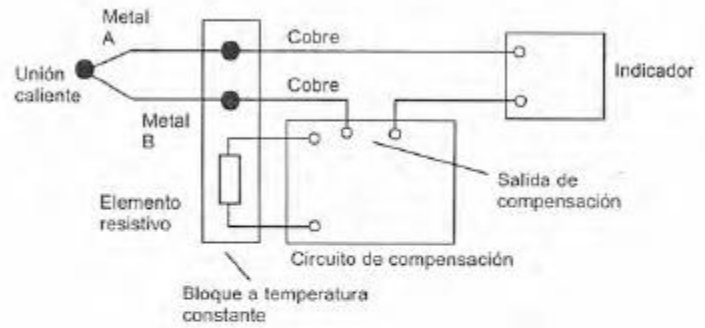 Metal
A
Cobre
Indicador
Unión
caliente
Cobre
Metal
B
Salida de
compensación
Elemento
resistivo
Circuito de compensación
Bloque a temperatura
constante